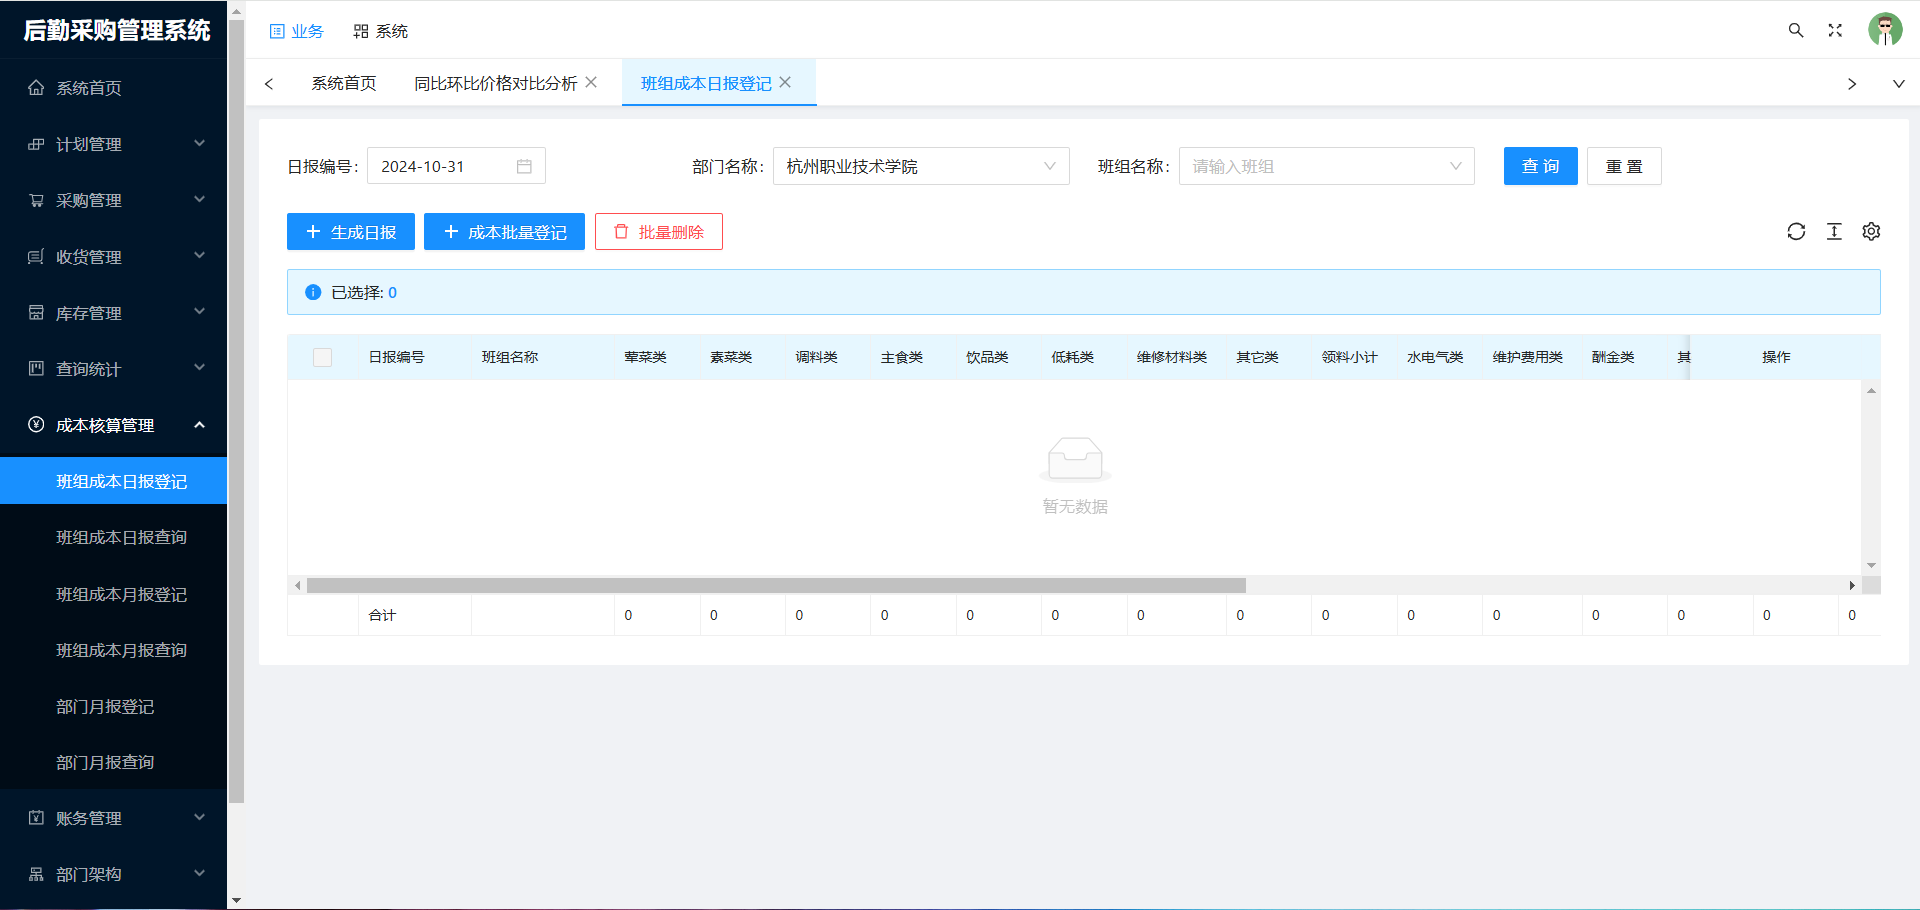 后勤采购管理系统
业务
系统
系统首页
同比环比价格对比分析
班组成本日报登记
系统首页
计划管理
采购管理
收货管理
库存管理
查询统计
成本核算管理
班组成本日报登记
班组成本日报查询
班组成本月报登记
班组成本月报查询
部门月报登记
部门月报查询
账务管理
部门架构
日报编号: 2024-10-31
部门名称: 杭州职业技术学院
班组名称: 请输入班组
查 询
重 置
生成日报
成本批量登记
批量删除
已选择: 0
日报编号 班组名称 荤菜类 素菜类 调料类 主食类 饮品类 低耗类 维修材料类 其它类 领料小计 水电气类 维护费用类 酬金类 其 操作
暂无数据
合计 0 0 0 0 0 0 0 0 0 0 0 0 0 0 0